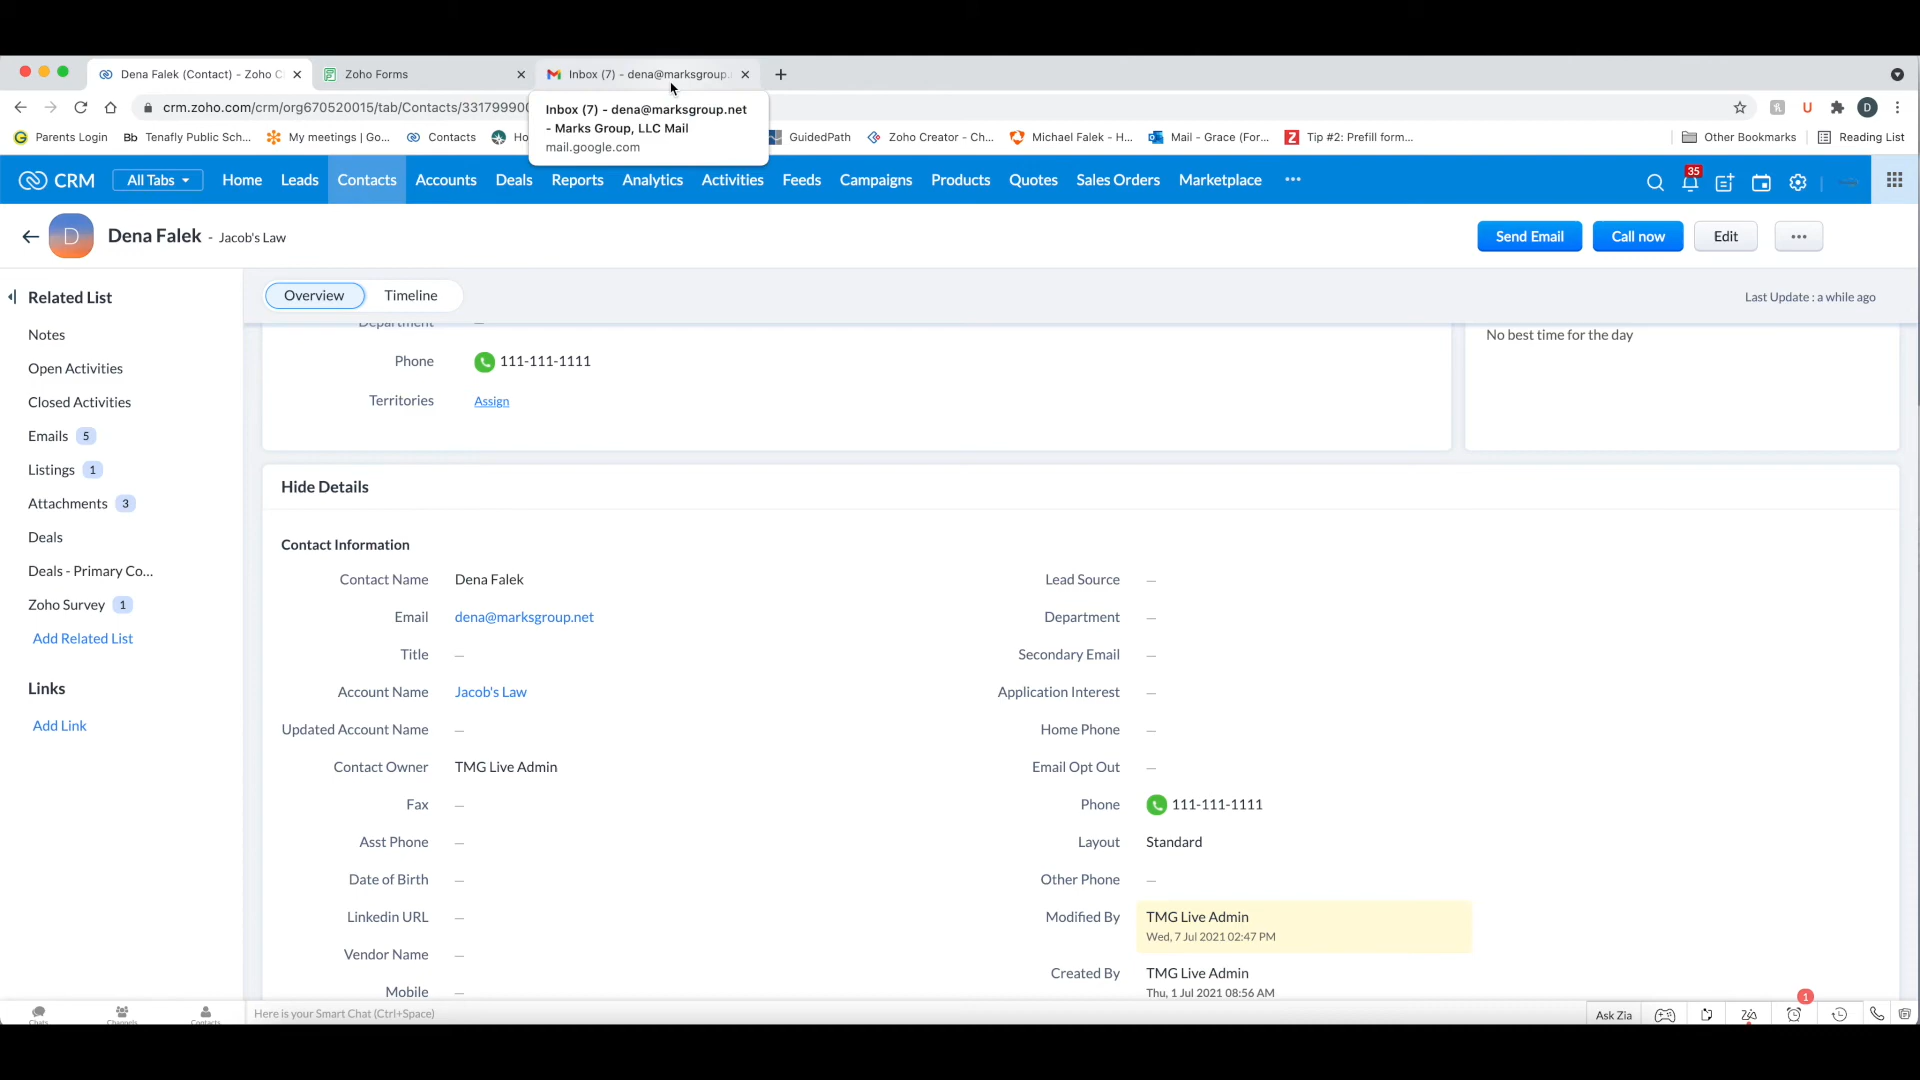 Dena Falek (Contact) - Zoho C
Zoho Forms
Inbox (7) - dena@marksgroup.
crm.zoho.com/crm/org670520015/tab/Contacts/331799900
D
Inbox (7) - dena@marksgroup.net
- Marks Group, LLC Mail
mail.google.com
Parents Login
Bb Tenafly Public Sch...
My meetings | Go...
Contacts
Ho
GuidedPath
Zoho Creator - Ch...
Michael Falek - H...
Mail - Grace (For...
Z Tip #2: Prefill form...
Other Bookmarks
Reading List
CRM
All Tabs
Home
Leads
Contacts
Accounts
Deals
Reports
Analytics
Activities
Feeds
Campaigns
Products
Quotes
Sales Orders
Marketplace
35
D
Dena Falek - Jacob's Law
Send Email
Call now
Edit
Related List
Notes
Open Activities
Closed Activities
Emails 5
Listings 1
Attachments 3
Deals
Deals - Primary Co...
Zoho Survey 1
Add Related List
Links
Add Link
Overview
Timeline
Last Update : a while ago
Department —
Phone 111-111-1111
Territories Assign
No best time for the day
Hide Details
Contact Information
Contact Name Dena Falek
Email dena@marksgroup.net
Title —
Account Name Jacob's Law
Updated Account Name —
Contact Owner TMG Live Admin
Fax —
Asst Phone —
Date of Birth —
Linkedin URL —
Vendor Name —
Mobile —
Lead Source —
Department —
Secondary Email —
Application Interest —
Home Phone —
Email Opt Out —
Phone 111-111-1111
Layout Standard
Other Phone —
Modified By TMG Live Admin
Wed, 7 Jul 2021 02:47 PM
Created By TMG Live Admin
Thu, 1 Jul 2021 08:56 AM
Chats
Channels
Contacts
Here is your Smart Chat (Ctrl+Space)
Ask Zia
1